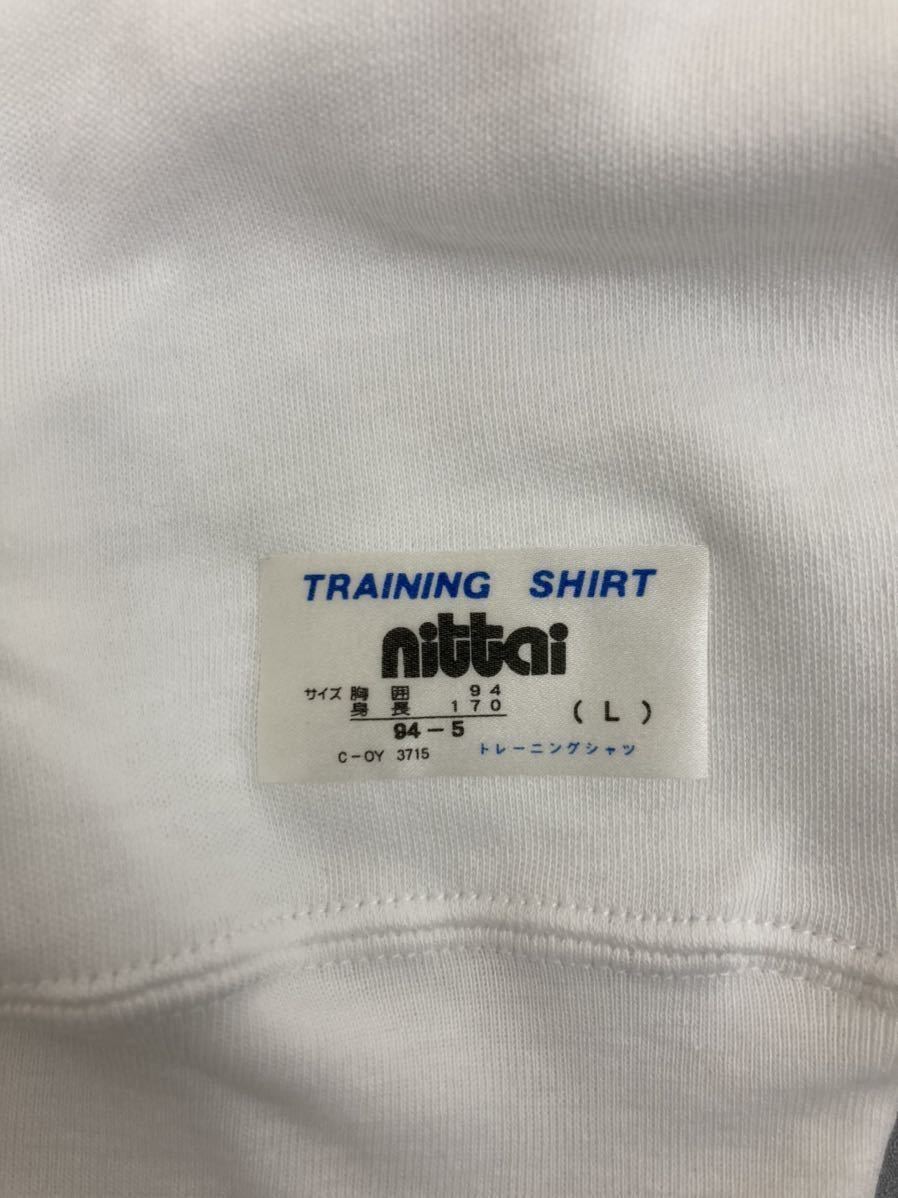 TRAINING SHIRT
nittai
サイズ 胸囲 94
身長 170 (L)
94-5
C-OY 3715 トレーニングシャツ